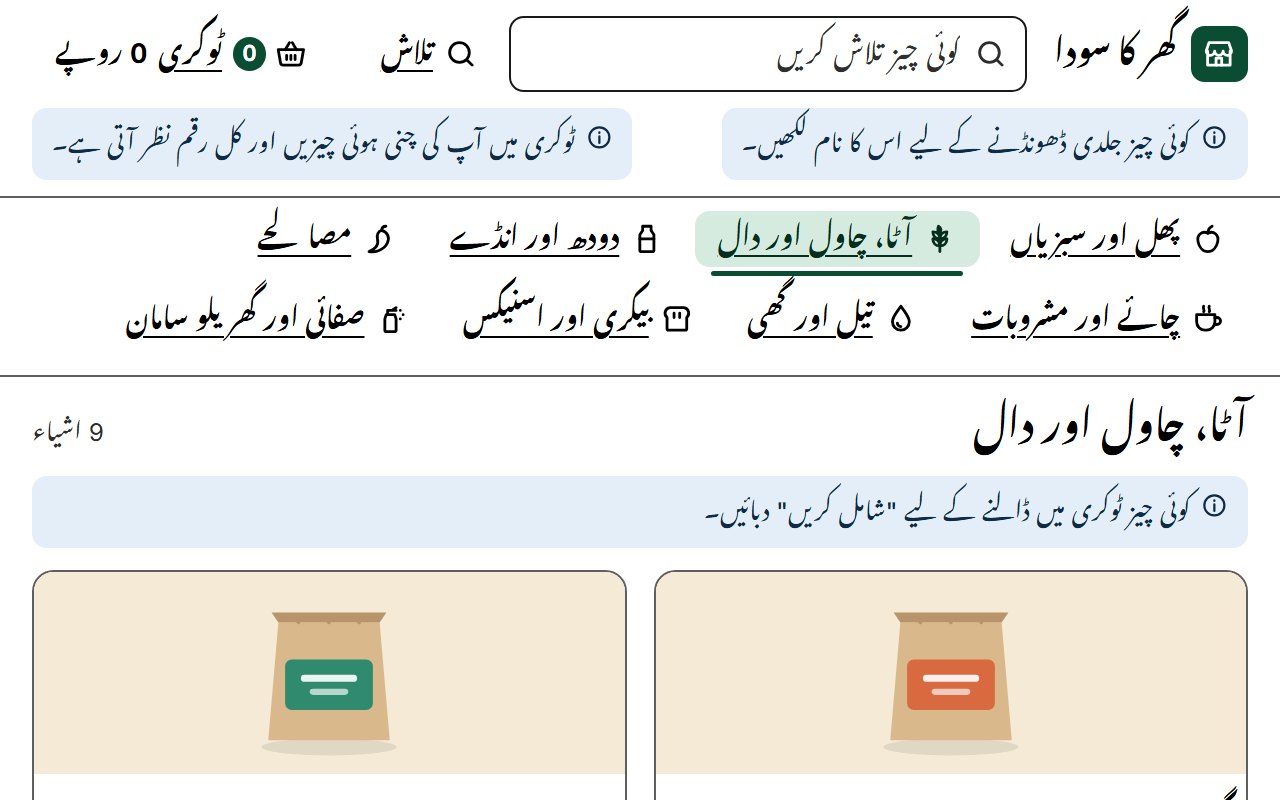 گھر کا سودا
کوئی چیز تلاش کریں
تلاش
0 ٹوکری 0 روپے
کوئی چیز جلدی ڈھونڈنے کے لیے اس کا نام لکھیں۔
ٹوکری میں آپ کی چنی ہوئی چیزیں اور کل رقم نظر آتی ہے۔
پھل اور سبزیاں
آٹا، چاول اور دال
دودھ اور انڈے
مصالحے
چائے اور مشروبات
تیل اور گھی
بیکری اور اسنیکس
صفائی اور گھریلو سامان
آٹا، چاول اور دال
9 اشیاء
کوئی چیز ٹوکری میں ڈالنے کے لیے "شامل کریں" دبائیں۔